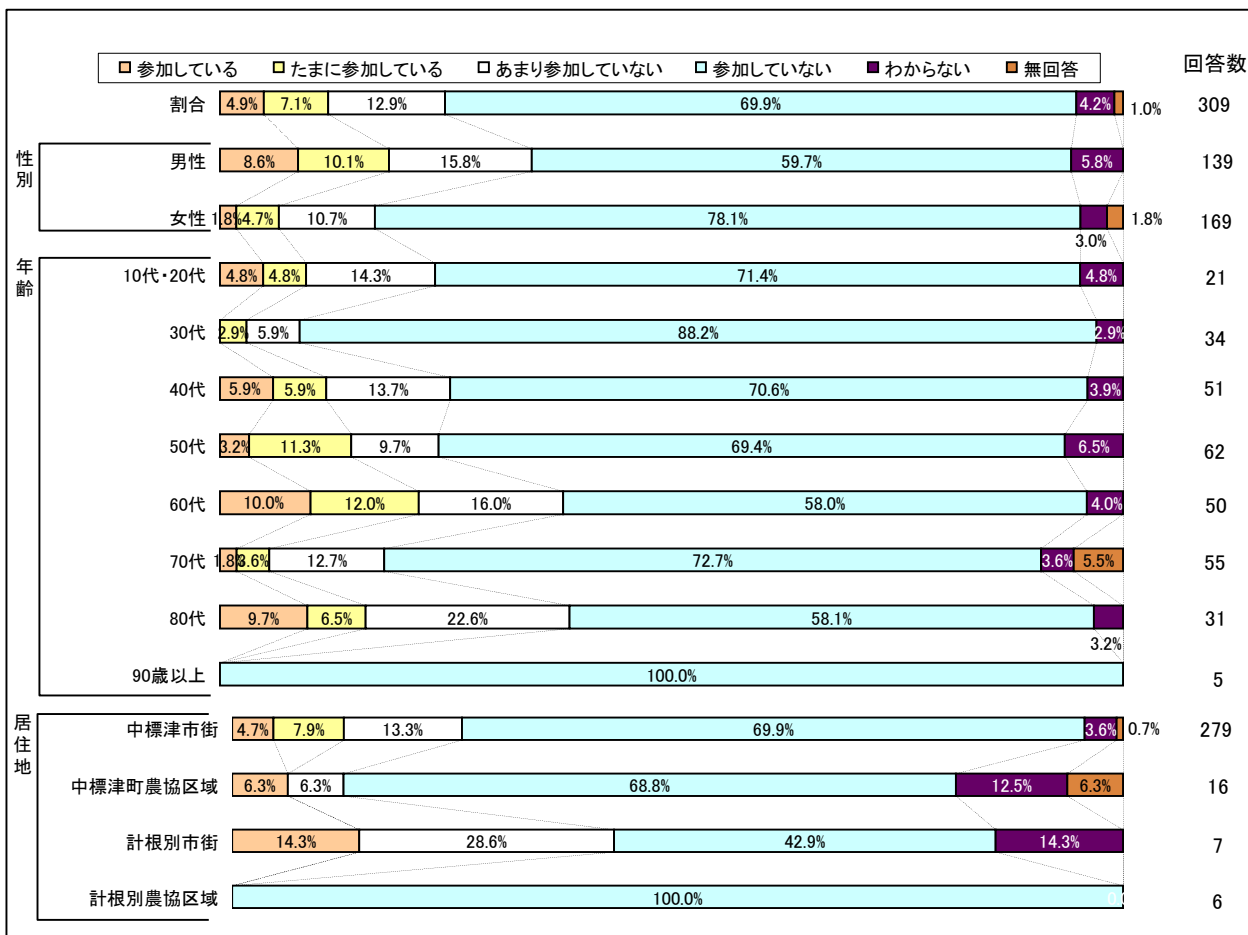 参加している たまに参加している あまり参加していない 参加していない わからない 無回答 回答数
割合 4.9% 7.1% 12.9% 69.9% 4.2% 1.0% 309
性別
男性 8.6% 10.1% 15.8% 59.7% 5.8% 139
女性 1.8% 4.7% 10.7% 78.1% 3.0% 1.8% 169
年齢
10代・20代 4.8% 4.8% 14.3% 71.4% 4.8% 21
30代 2.9% 5.9% 88.2% 2.9% 34
40代 5.9% 5.9% 13.7% 70.6% 3.9% 51
50代 3.2% 11.3% 9.7% 69.4% 6.5% 62
60代 10.0% 12.0% 16.0% 58.0% 4.0% 50
70代 1.8% 3.6% 12.7% 72.7% 3.6% 5.5% 55
80代 9.7% 6.5% 22.6% 58.1% 3.2% 31
90歳以上 100.0% 5
居住地
中標津市街 4.7% 7.9% 13.3% 69.9% 3.6% 0.7% 279
中標津町農協区域 6.3% 6.3% 68.8% 12.5% 6.3% 16
計根別市街 14.3% 28.6% 42.9% 14.3% 7
計根別農協区域 100.0% 6